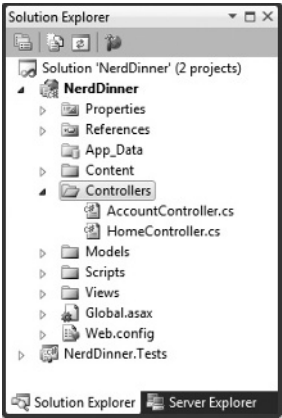 Solution Explorer
Solution 'NerdDinner' (2 projects)
NerdDinner
Properties
References
App_Data
Content
Controllers
AccountController.cs
HomeController.cs
Models
Scripts
Views
Global.asax
Web.config
NerdDinner.Tests
Solution Explorer Server Explorer